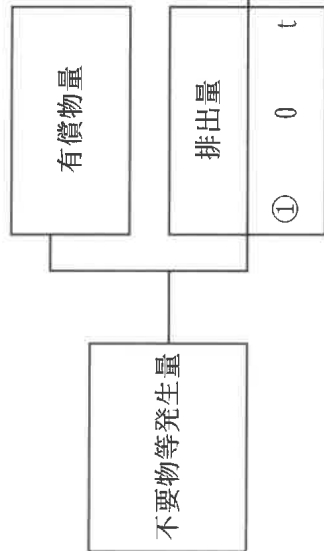 不要物等発生量
有償物量
排出量
① 0 t